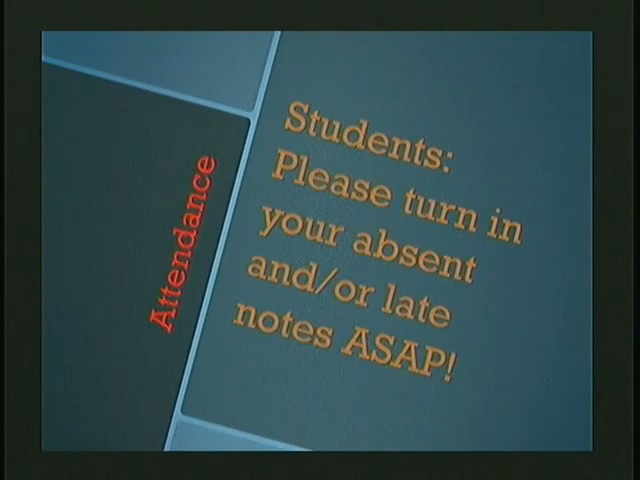 Attendance
Students:
Please turn in
your absent
and/or late
notes ASAP!